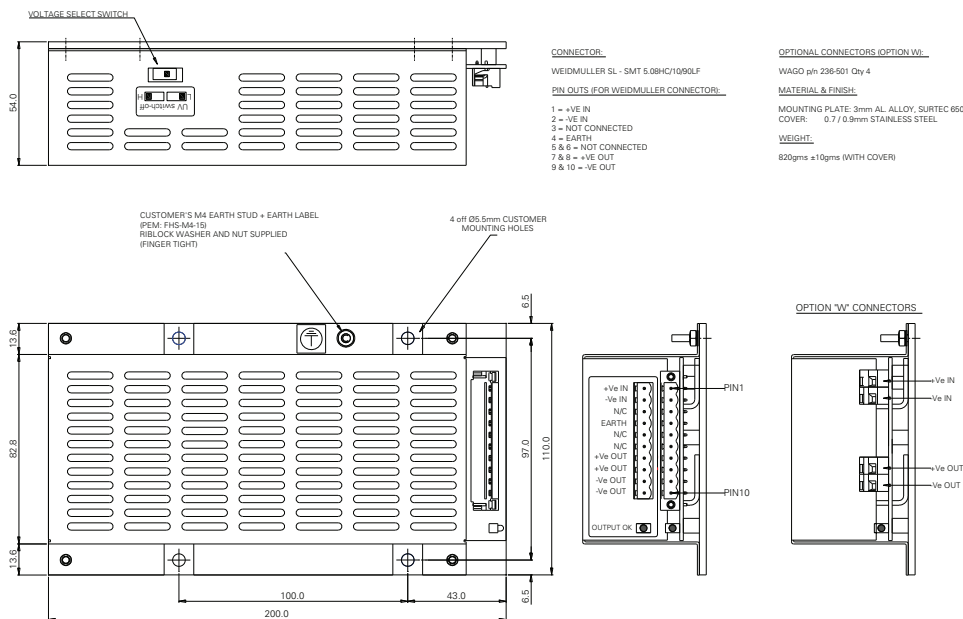 VOLTAGE SELECT SWITCH
54.0
H L
UV switch-off
CONNECTOR:
WEIDMULLER SL - SMT 5.08HC/10/90LF
PIN OUTS (FOR WEIDMULLER CONNECTOR):
1 = +VE IN
2 = -VE IN
3 = NOT CONNECTED
4 = EARTH
5 & 6 = NOT CONNECTED
7 & 8 = +VE OUT
9 & 10 = -VE OUT
OPTIONAL CONNECTORS (OPTION W):
WAGO p/n 236-501 Qty 4
MATERIAL & FINISH:
MOUNTING PLATE: 3mm AL. ALLOY, SURTEC 650
COVER: 0.7 / 0.9mm STAINLESS STEEL
WEIGHT:
820gms ±10gms (WITH COVER)
CUSTOMER'S M4 EARTH STUD + EARTH LABEL
(PEM: FHS-M4-15)
RIBLOCK WASHER AND NUT SUPPLIED
(FINGER TIGHT)
4 off Ø5.5mm CUSTOMER
MOUNTING HOLES
13.6
82.8
13.6
6.5
97.0
110.0
6.5
100.0
43.0
200.0
+Ve IN
-Ve IN
N/C
EARTH
N/C
N/C
+Ve OUT
+Ve OUT
-Ve OUT
-Ve OUT
OUTPUT OK
PIN1
PIN10
OPTION "W" CONNECTORS
+Ve IN
-Ve IN
+Ve OUT
-Ve OUT